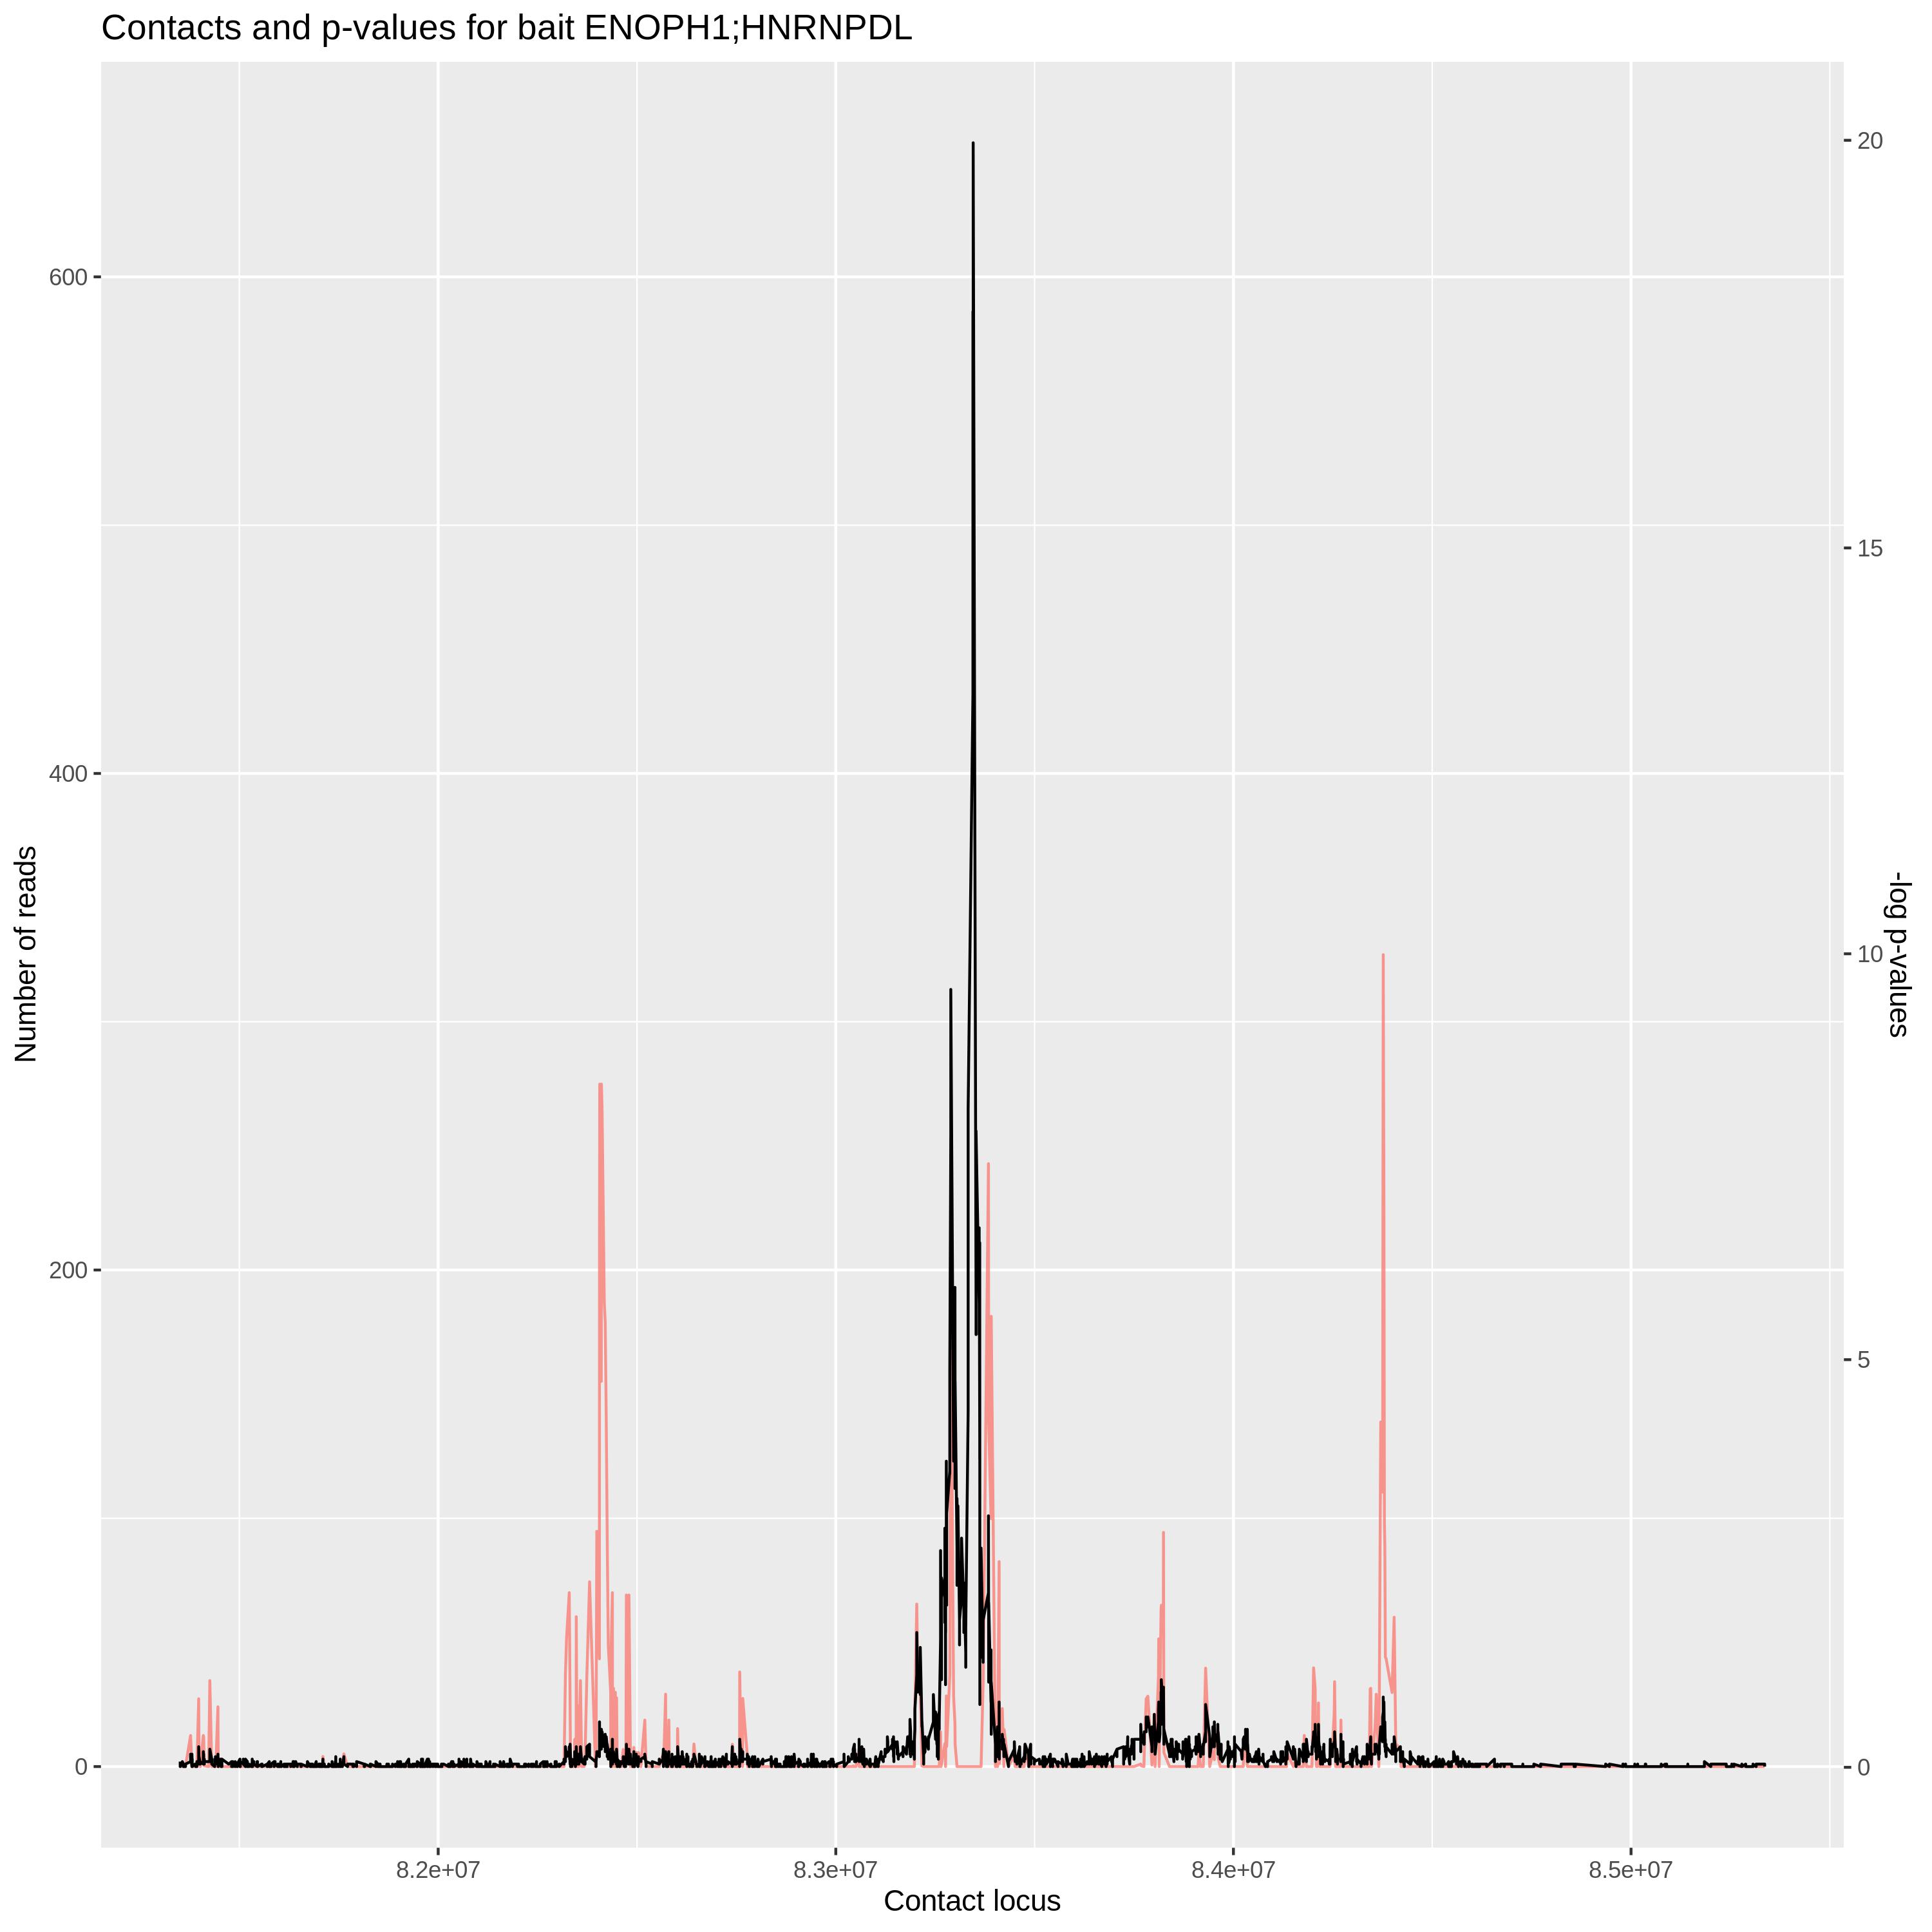 Contacts and p-values for bait ENOPH1;HNRNPDL
20
600
15
400
Number of reads
-log p-values
10
200
5
0
0
8.2e+07
8.3e+07
8.4e+07
8.5e+07
Contact locus